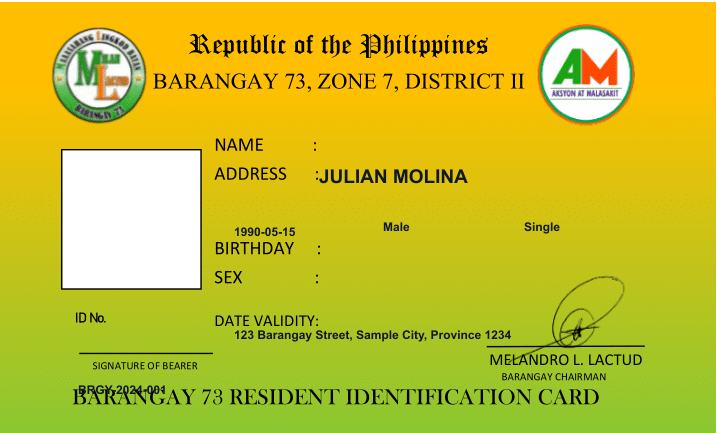 Republic of the Philippines
BARANGAY 73, ZONE 7, DISTRICT II
MAASAHANG LINGKOD BAYAN
MELAN
ML
LACTUD
BARANGAY 73
AM
AKSYON AT MALASAKIT
NAME :
ADDRESS :JULIAN MOLINA
1990-05-15 Male Single
BIRTHDAY :
SEX :
ID No.
DATE VALIDITY:
123 Barangay Street, Sample City, Province 1234
MELANDRO L. LACTUD
SIGNATURE OF BEARER
BARANGAY CHAIRMAN
BRGY-2024-001
BARANGAY 73 RESIDENT IDENTIFICATION CARD